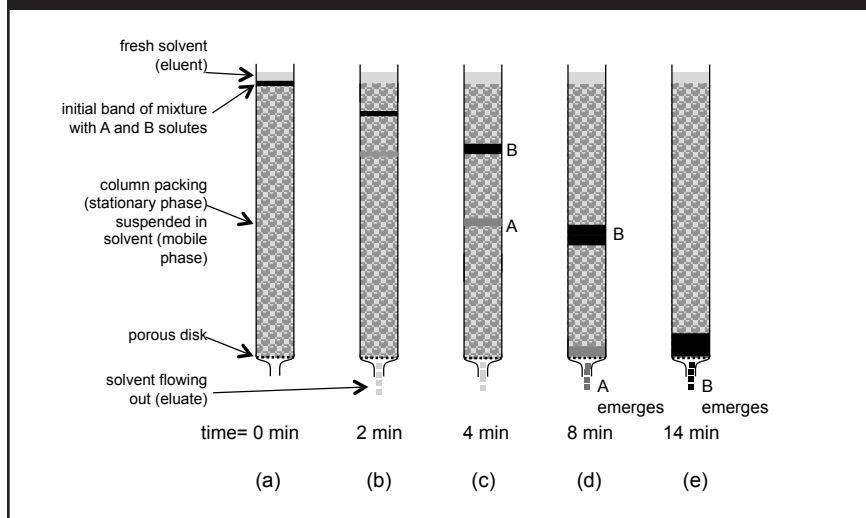 fresh solvent
(eluent)
initial band of mixture
with A and B solutes
column packing
(stationary phase)
suspended in
solvent (mobile
phase)
porous disk
solvent flowing
out (eluate)
B
A
B
A
emerges
B
emerges
time= 0 min
2 min
4 min
8 min
14 min
(a)
(b)
(c)
(d)
(e)